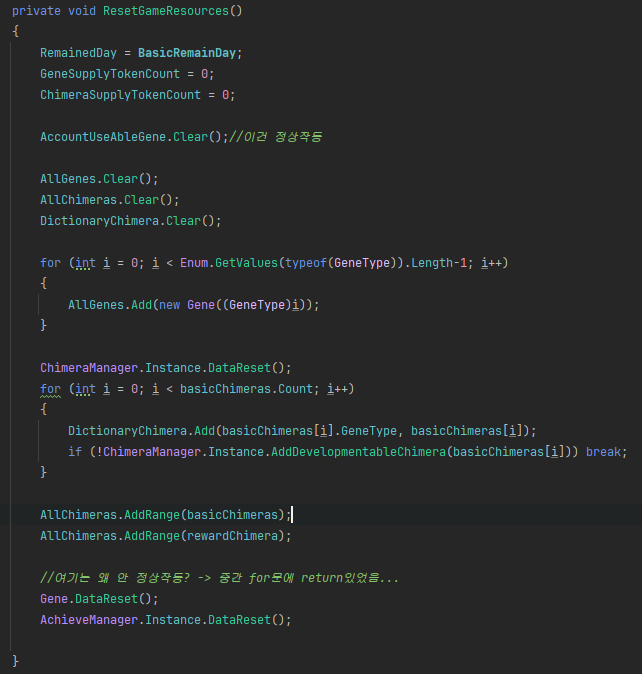 private void ResetGameResources()
{
    RemainedDay = BasicRemainDay;
    GeneSupplyTokenCount = 0;
    ChimeraSupplyTokenCount = 0;

    AccountUseAbleGene.Clear();//이건 정상작동

    AllGenes.Clear();
    AllChimeras.Clear();
    DictionaryChimera.Clear();

    for (int i = 0; i < Enum.GetValues(typeof(GeneType)).Length-1; i++)
    {
        AllGenes.Add(new Gene((GeneType)i));
    }

    ChimeraManager.Instance.DataReset();
    for (int i = 0; i < basicChimeras.Count; i++)
    {
        DictionaryChimera.Add(basicChimeras[i].GeneType, basicChimeras[i]);
        if (!ChimeraManager.Instance.AddDevelopmentableChimera(basicChimeras[i])) break;
    }

    AllChimeras.AddRange(basicChimeras);
    AllChimeras.AddRange(rewardChimera);

    //여기는 왜 안 정상작동? -> 중간 for문에 return있었음...
    Gene.DataReset();
    AchieveManager.Instance.DataReset();

}